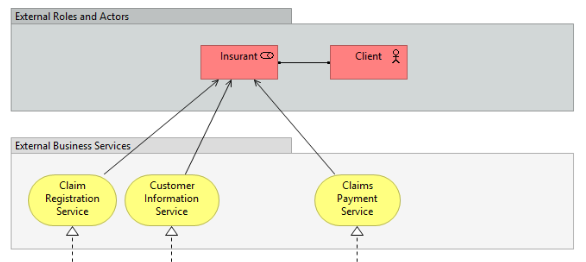 External Roles and Actors
Insurant
Client
External Business Services
Claim
Registration
Service
Customer
Information
Service
Claims
Payment
Service